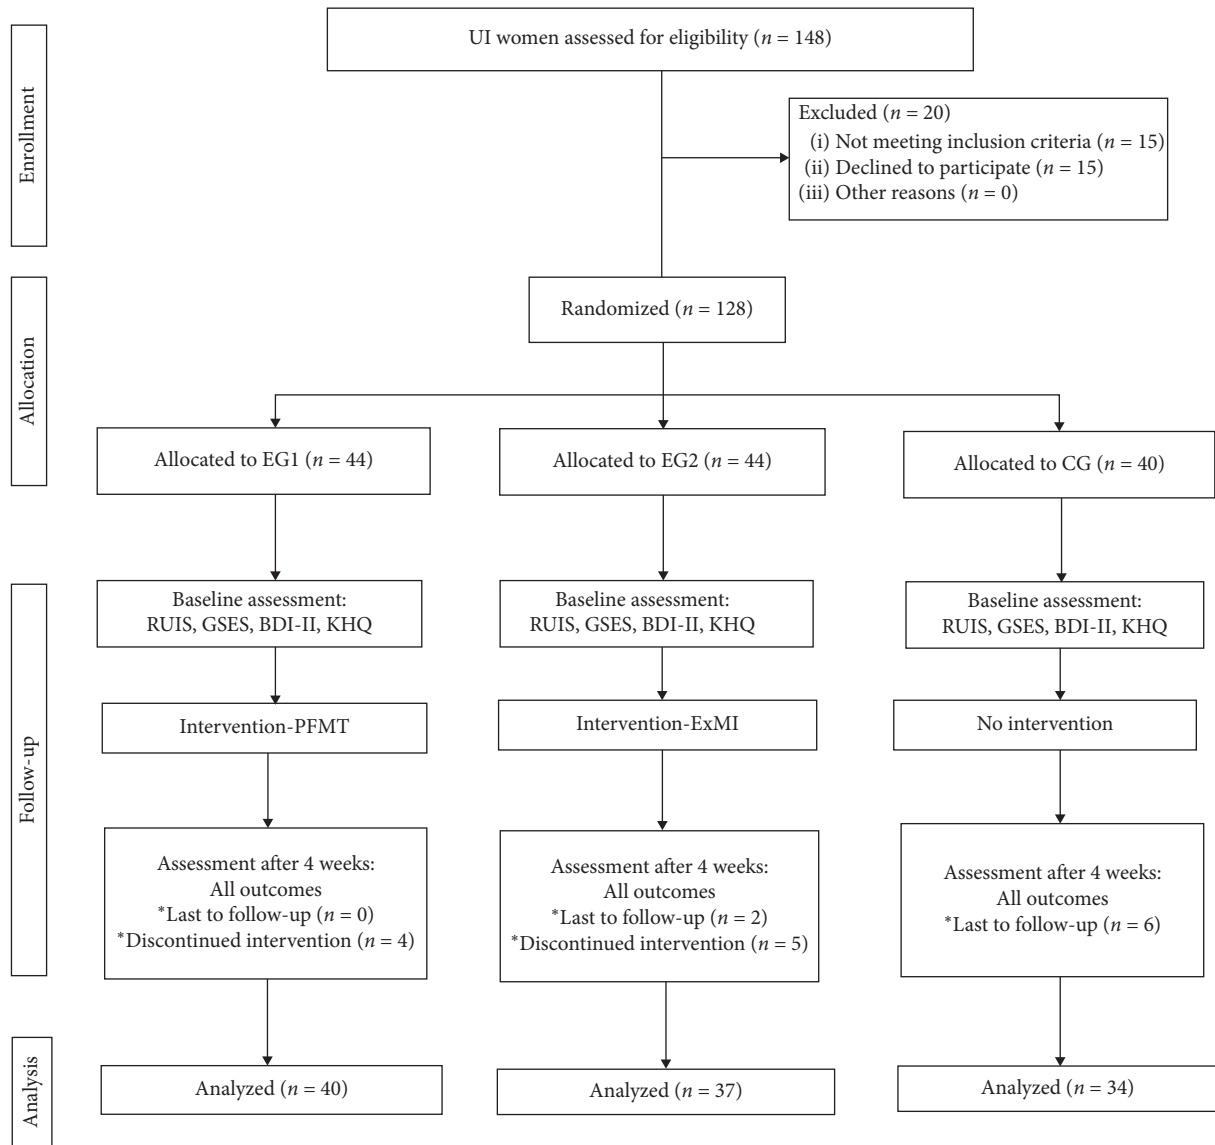 Enrollment
UI women assessed for eligibility (n = 148)
Excluded (n = 20)
(i) Not meeting inclusion criteria (n = 15)
(ii) Declined to participate (n = 15)
(iii) Other reasons (n = 0)
Allocation
Randomized (n = 128)
Allocated to EG1 (n = 44)
Allocated to EG2 (n = 44)
Allocated to CG (n = 40)
Follow-up
Baseline assessment:
RUIS, GSES, BDI-II, KHQ
Baseline assessment:
RUIS, GSES, BDI-II, KHQ
Baseline assessment:
RUIS, GSES, BDI-II, KHQ
Intervention-PFMT
Intervention-ExMI
No intervention
Assessment after 4 weeks:
All outcomes
*Last to follow-up (n = 0)
*Discontinued intervention (n = 4)
Assessment after 4 weeks:
All outcomes
*Last to follow-up (n = 2)
*Discontinued intervention (n = 5)
Assessment after 4 weeks:
All outcomes
*Last to follow-up (n = 6)
Analysis
Analyzed (n = 40)
Analyzed (n = 37)
Analyzed (n = 34)